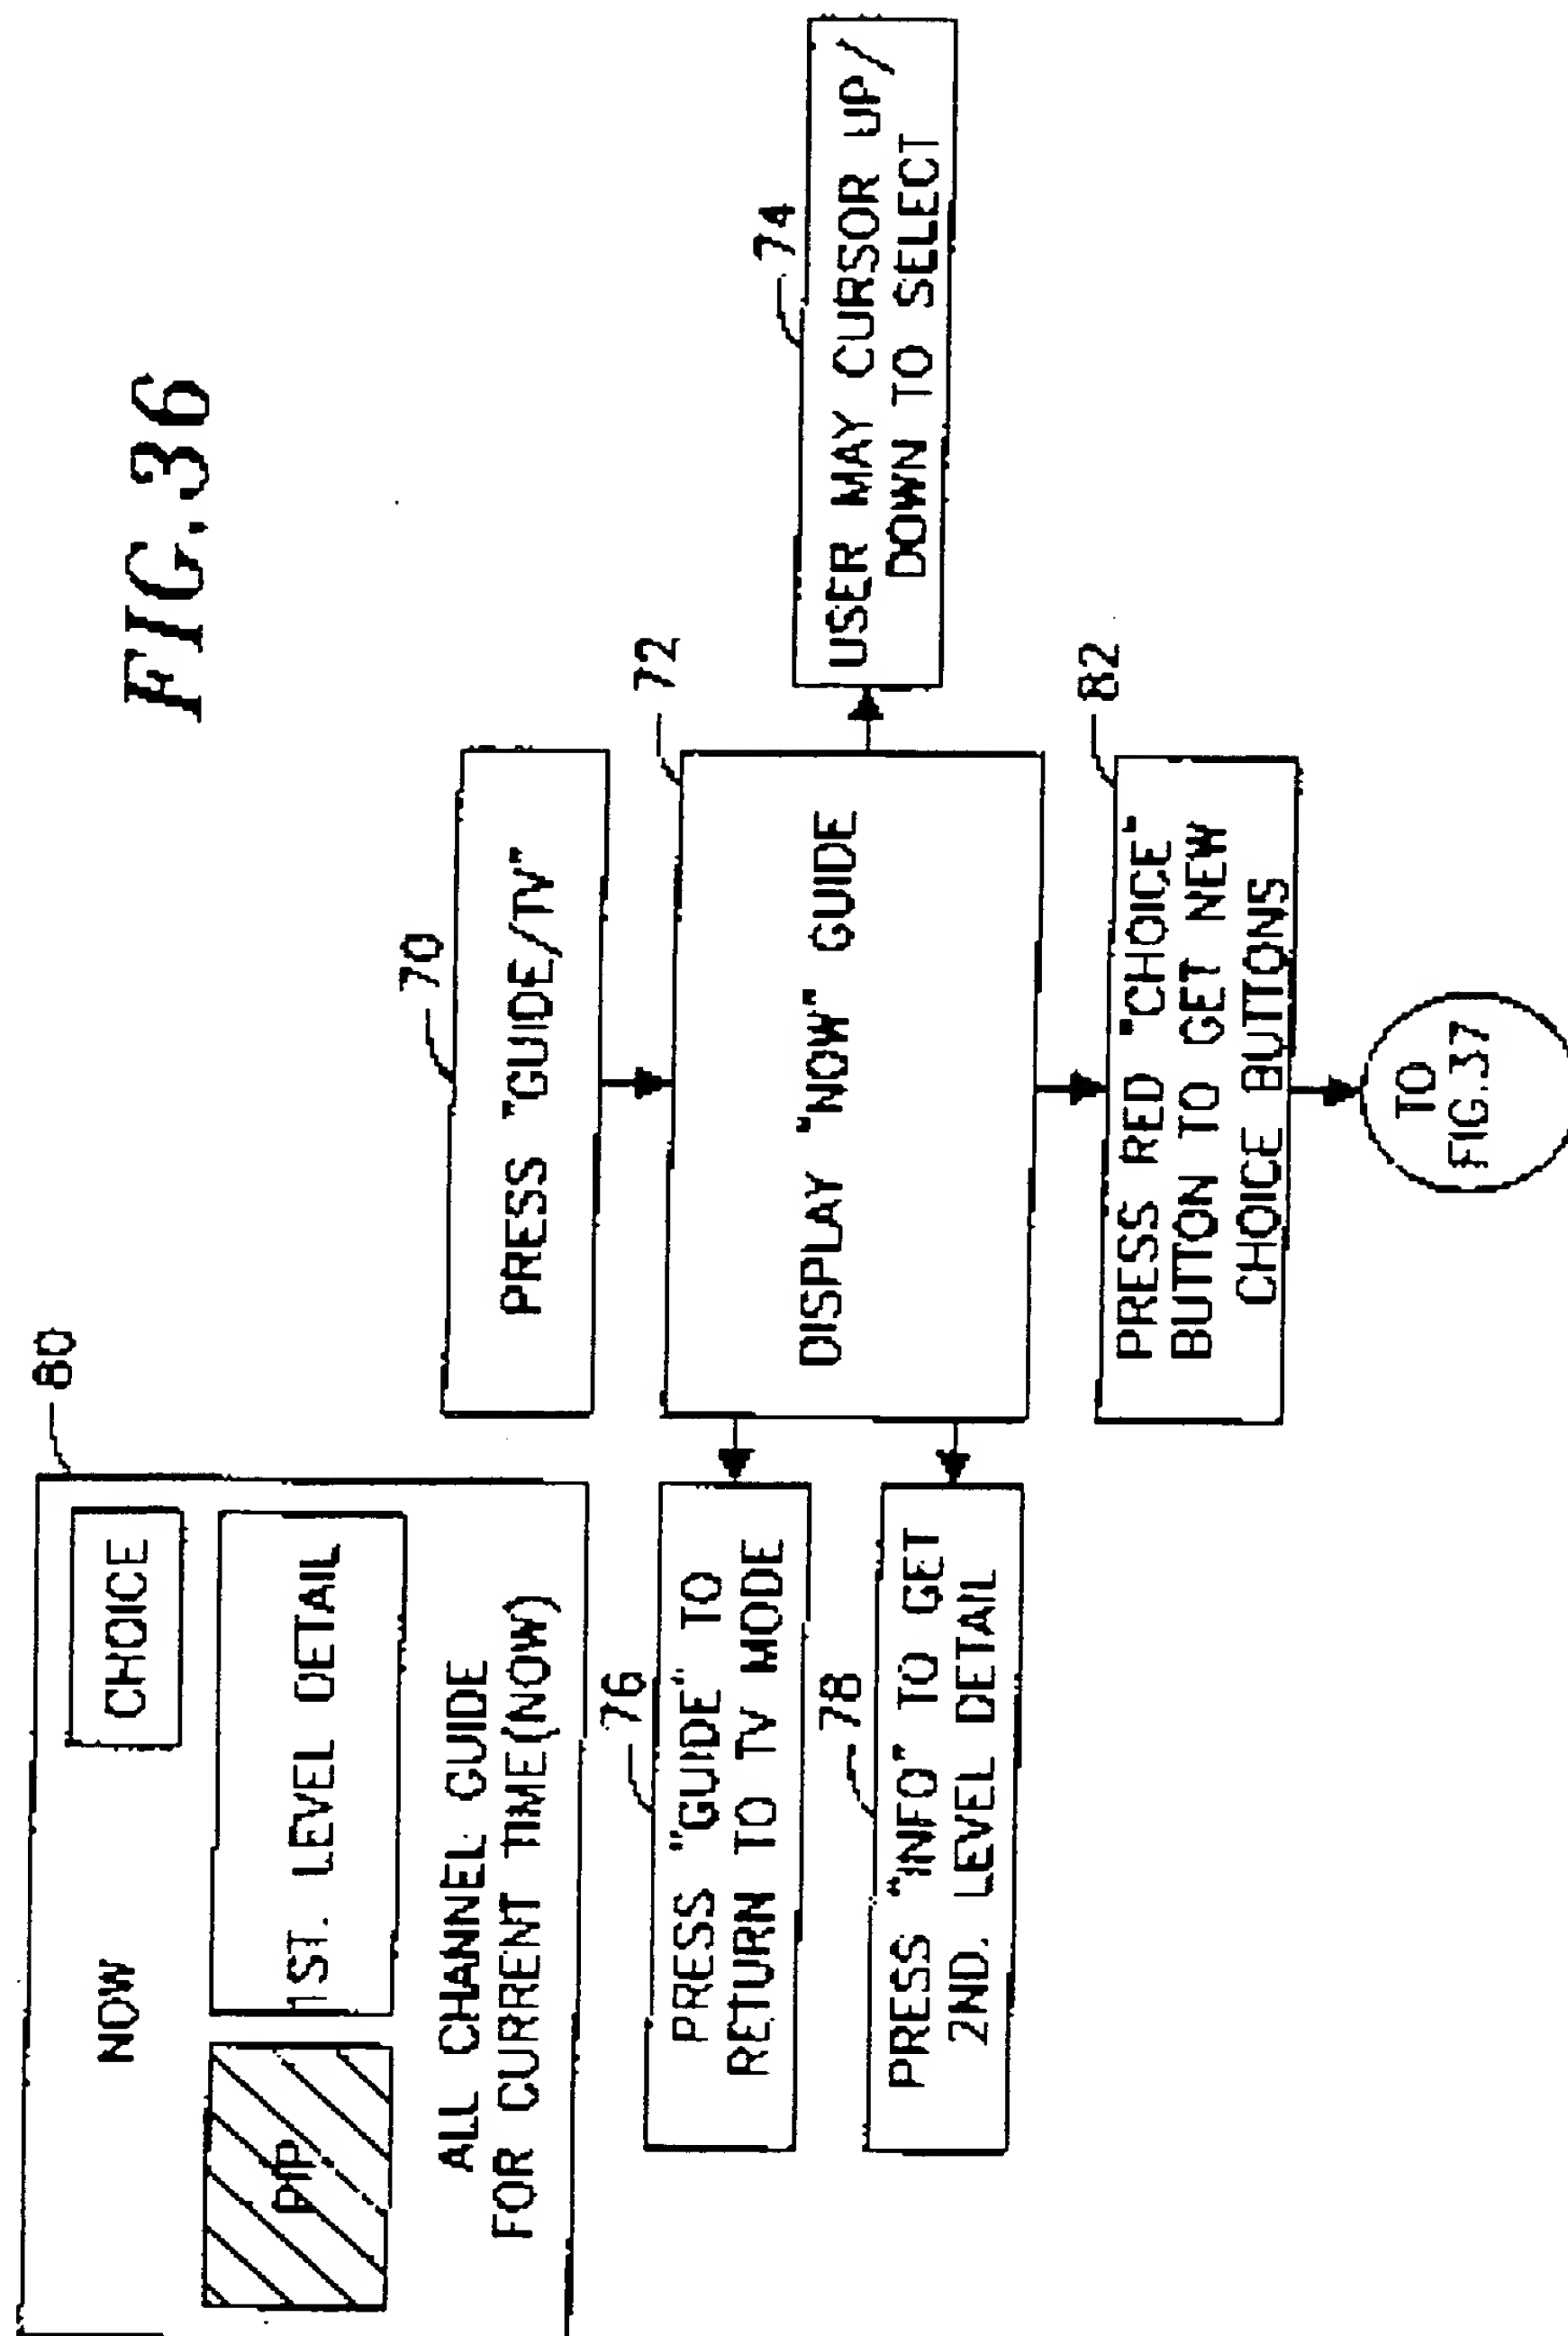 FIG.36
80
NOW
CHOICE
PIP
1ST. LEVEL DETAIL
ALL CHANNEL GUIDE
FOR CURRENT TIME(NOW)
70
PRESS "GUIDE/TV"
72
DISPLAY "NOW" GUIDE
74
USER MAY CURSOR UP/
DOWN TO SELECT
76
PRESS "GUIDE" TO
RETURN TO TV MODE
78
PRESS "INFO" TO GET
2ND. LEVEL DETAIL
82
PRESS RED "CHOICE"
BUTTON TO GET NEW
CHOICE BUTTONS
TO
FIG.37